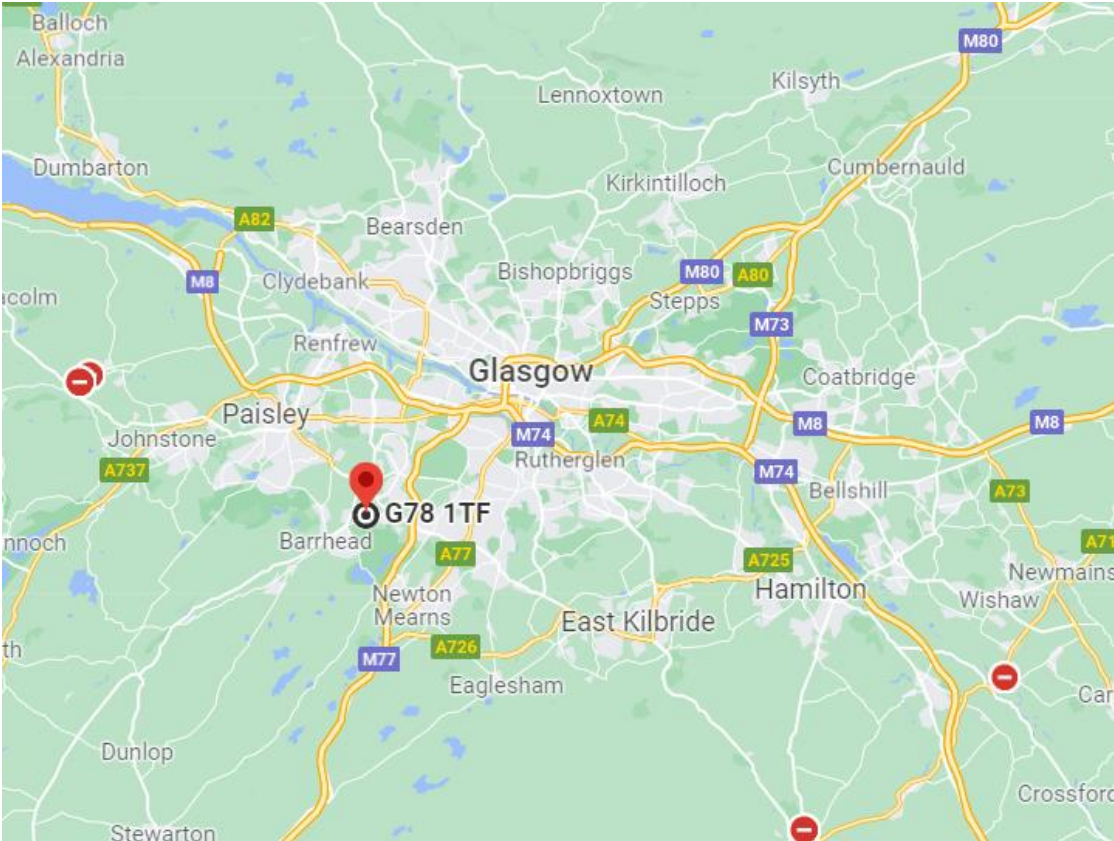 Balloch
Alexandria
M80
Kilsyth
Lennoxtown
Dumbarton
Cumbernauld
Kirkintilloch
A82
Bearsden
Bishopbriggs
M80
A80
M8
Clydebank
acolm
Stepps
M73
Renfrew
Glasgow
Coatbridge
Paisley
A74
M8
M8
Johnstone
M74
Rutherglen
A737
M74
Bellshill
A73
G78 1TF
nnoch
Barrhead
A77
A725
A71
Newmains
Hamilton
Newton
Mearns
Wishaw
East Kilbride
th
A726
M77
Eaglesham
Car
Dunlop
Crossford
Stewarton